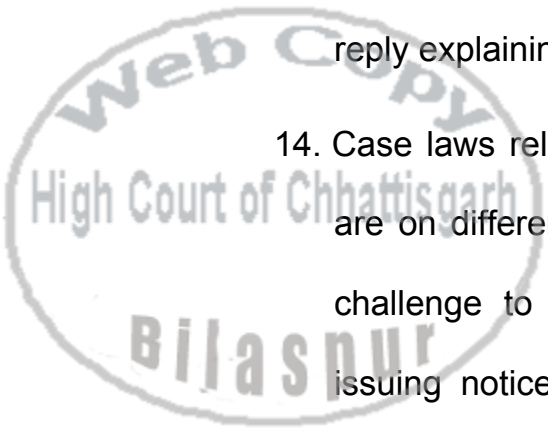 Web Copy
reply explainin
14. Case laws rel
High Court of Chhattisgarh
are on differe
challenge to
Bilaspur
issuing notice